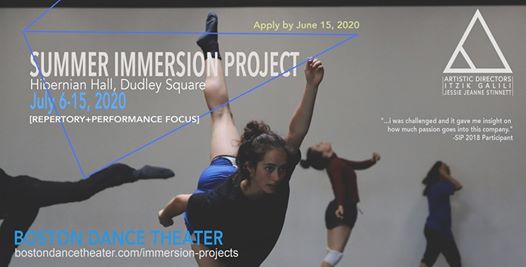 Apply by June 15, 2020
SUMMER IMMERSION PROJECT
Hibernian Hall, Dudley Square
July 6-15, 2020
[REPERTORY+PERFORMANCE FOCUS]
ARTISTIC DIRECTORS
ITZIK GALILI
JESSIE JEANNE STINNETT
"...i was challenged and it gave me insight on
how much passion goes into this company."
-SIP 2018 Participant
BOSTON DANCE THEATER
bostondancetheater.com/immersion-projects